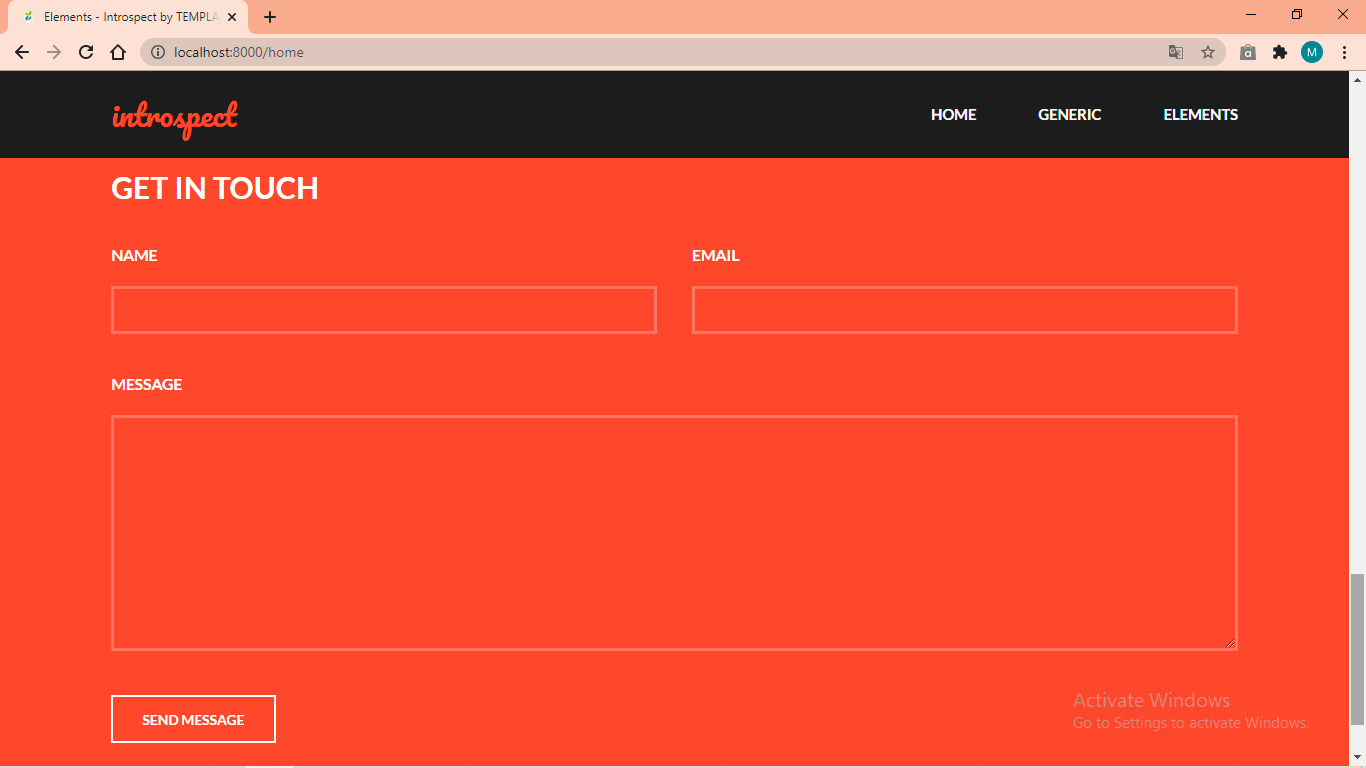 Elements - Introspect by TEMPLA
localhost:8000/home
M
introspect
HOME GENERIC ELEMENTS
GET IN TOUCH
NAME EMAIL
MESSAGE
SEND MESSAGE
Activate Windows
Go to Settings to activate Windows.